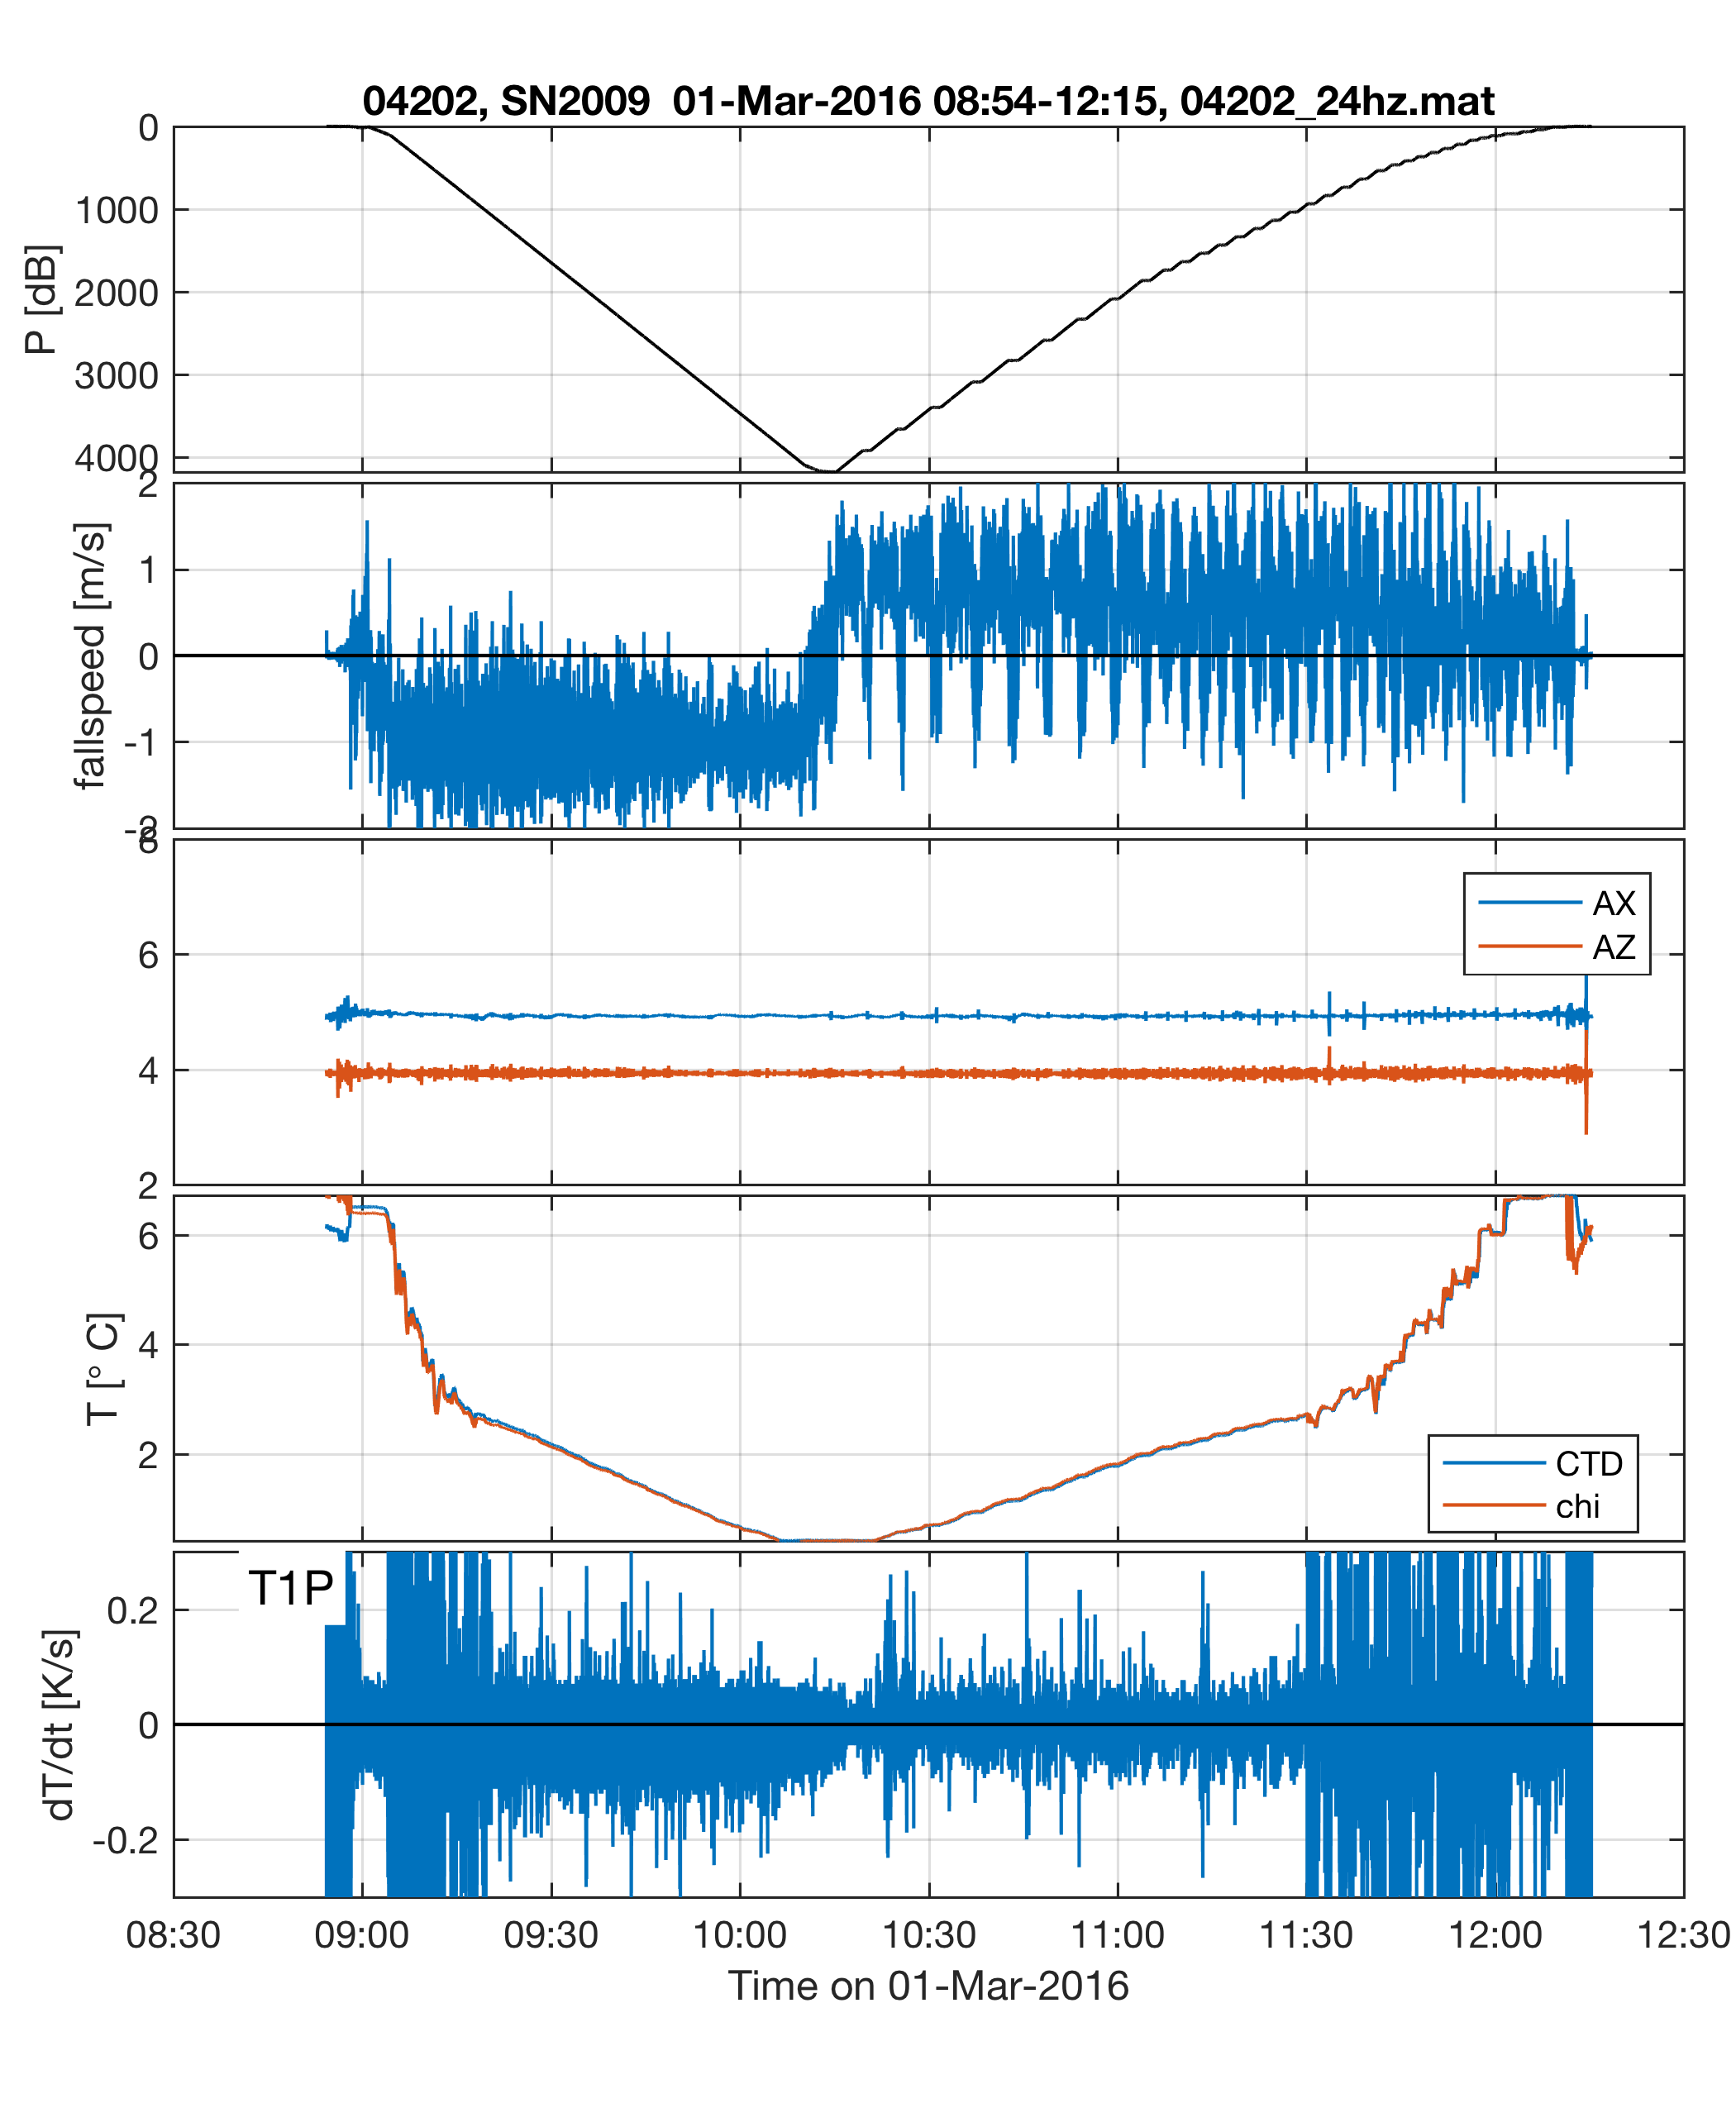 04202, SN2009  01-Mar-2016 08:54-12:15, 04202_24hz.mat
0
1000
2000
3000
4000
P [dB]
2
1
0
-1
-2
fallspeed [m/s]
8
6
4
2
AX
AZ
6
4
2
T [° C]
CTD
chi
T1P
0.2
0
-0.2
dT/dt [K/s]
08:30 09:00 09:30 10:00 10:30 11:00 11:30 12:00 12:30
Time on 01-Mar-2016